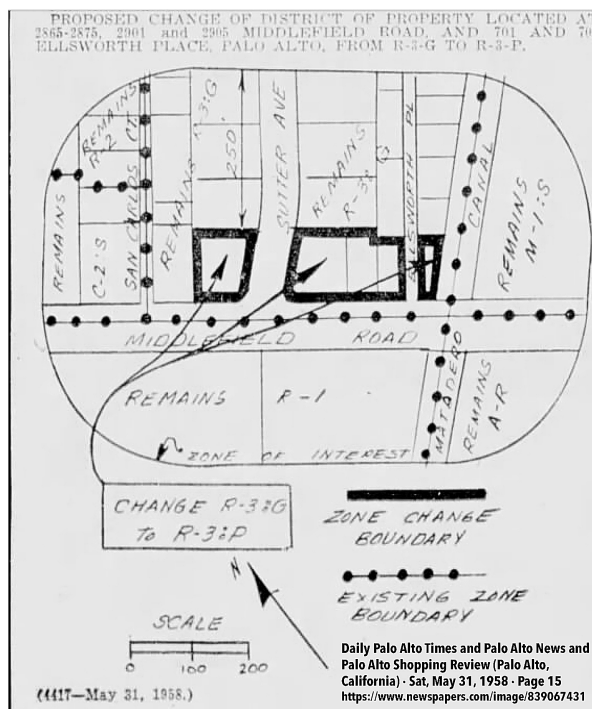 PROPOSED CHANGE OF DISTRICT OF PROPERTY LOCATED AT
2865-2875, 2901 and 2905 MIDDLEFIELD ROAD, AND 701 AND 70
ELLSWORTH PLACE, PALO ALTO, FROM R-3-G TO R-3-P.
REMAINS
R-2
SAN CARLOS CT.
REMAINS R-3:G
250'
SUTTER AVE
REMAINS
R-3:G
ELLSWORTH PL
CANAL
REMAINS
M-1:S
REMAINS
C-2:S
MIDDLEFIELD ROAD
REMAINS R-1
MATADERO
REMAINS
A-R
ZONE OF INTEREST
CHANGE R-3:G
To R-3:P
ZONE CHANGE
BOUNDARY
N
EXISTING ZONE
BOUNDARY
SCALE
0 100 200
(4417—May 31, 1958.)
Daily Palo Alto Times and Palo Alto News and
Palo Alto Shopping Review (Palo Alto,
California) · Sat, May 31, 1958 · Page 15
https://www.newspapers.com/image/839067431